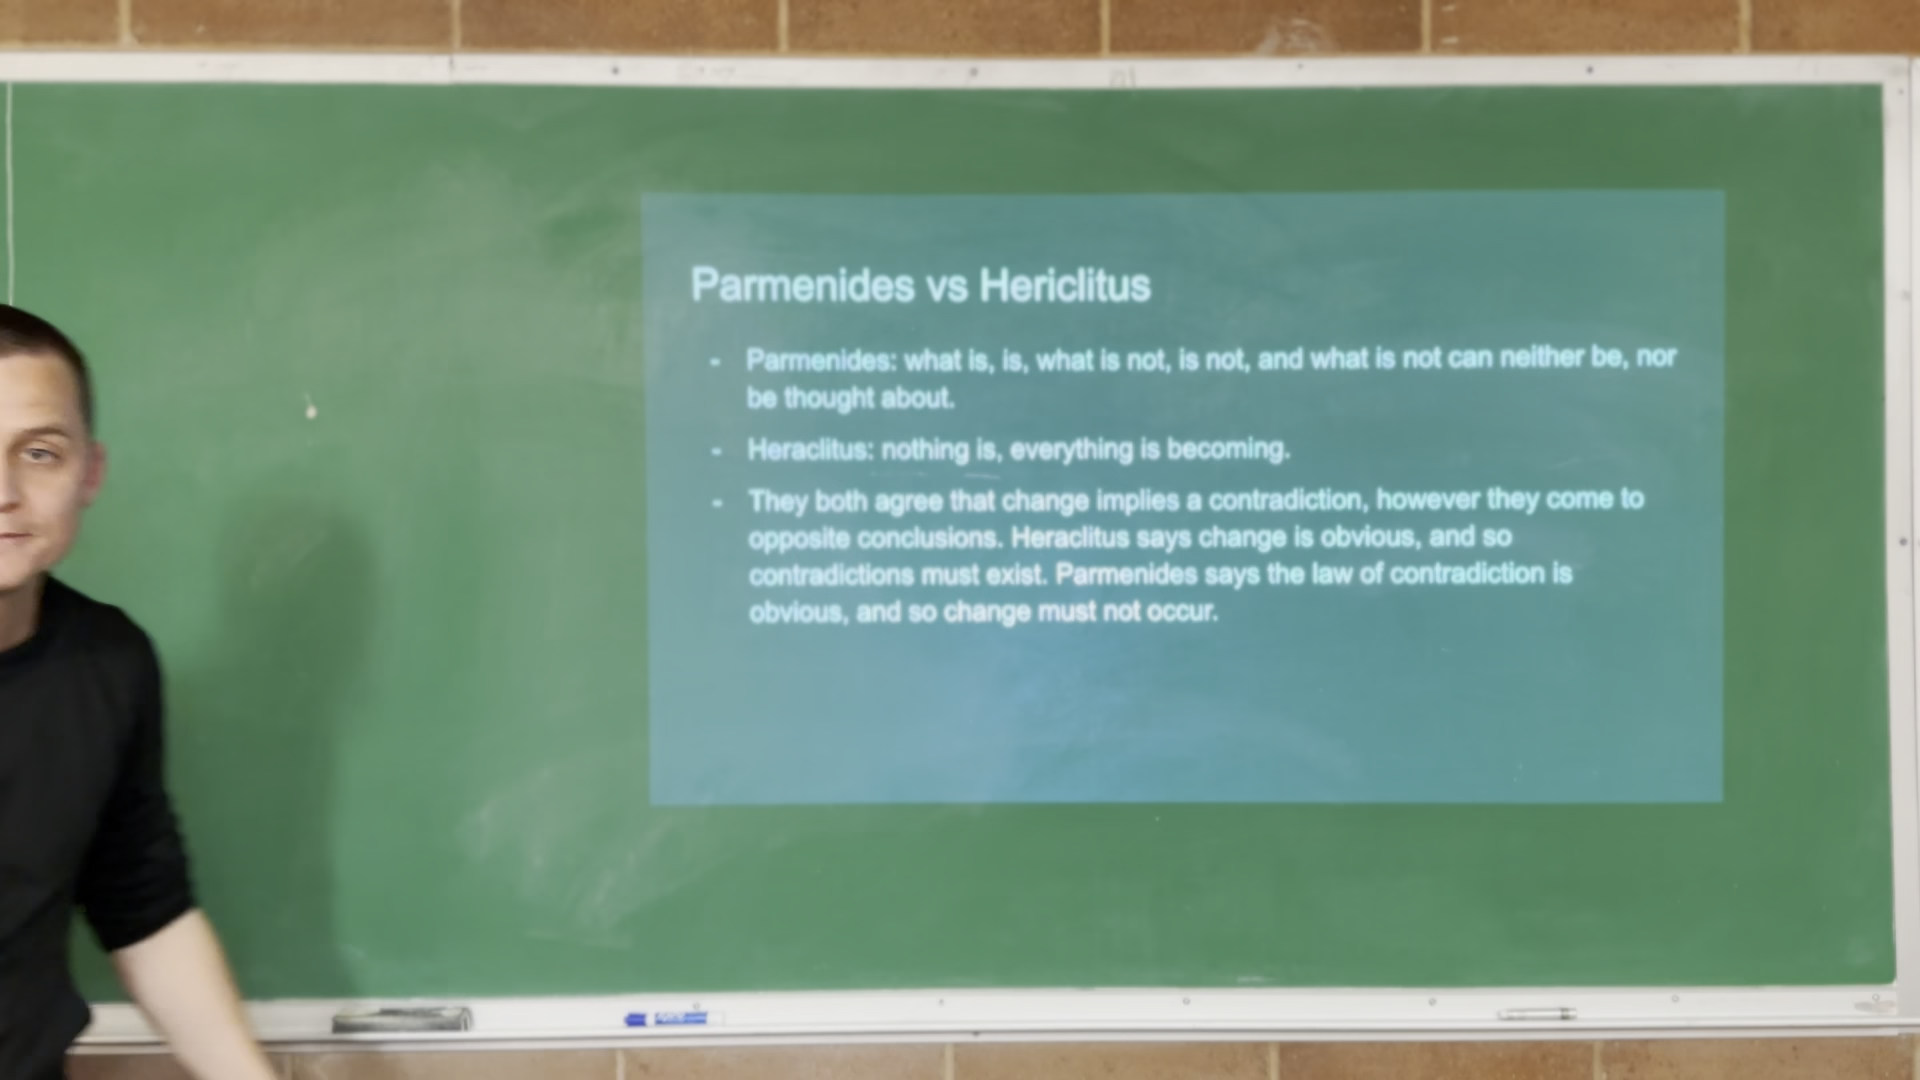 Parmenides vs Hericlitus
- Parmenides: what is, is, what is not, is not, and what is not can neither be, nor
be thought about.
- Heraclitus: nothing is, everything is becoming.
- They both agree that change implies a contradiction, however they come to
opposite conclusions. Heraclitus says change is obvious, and so
contradictions must exist. Parmenides says the law of contradiction is
obvious, and so change must not occur.